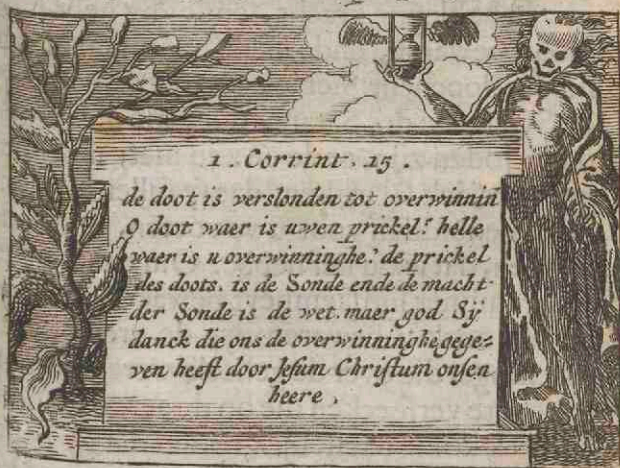 1. Corrint. 15.
de doot is verslonden tot overwinnin
O doot waer is uwen prickel? helle
waer is u overwinninghe? de prickel
des doots. is de Sonde ende de macht
der Sonde is de wet. maer god Sÿ
danck die ons de overwinninghe gege=
ven heeft door Jesum Christum onsen
heere,